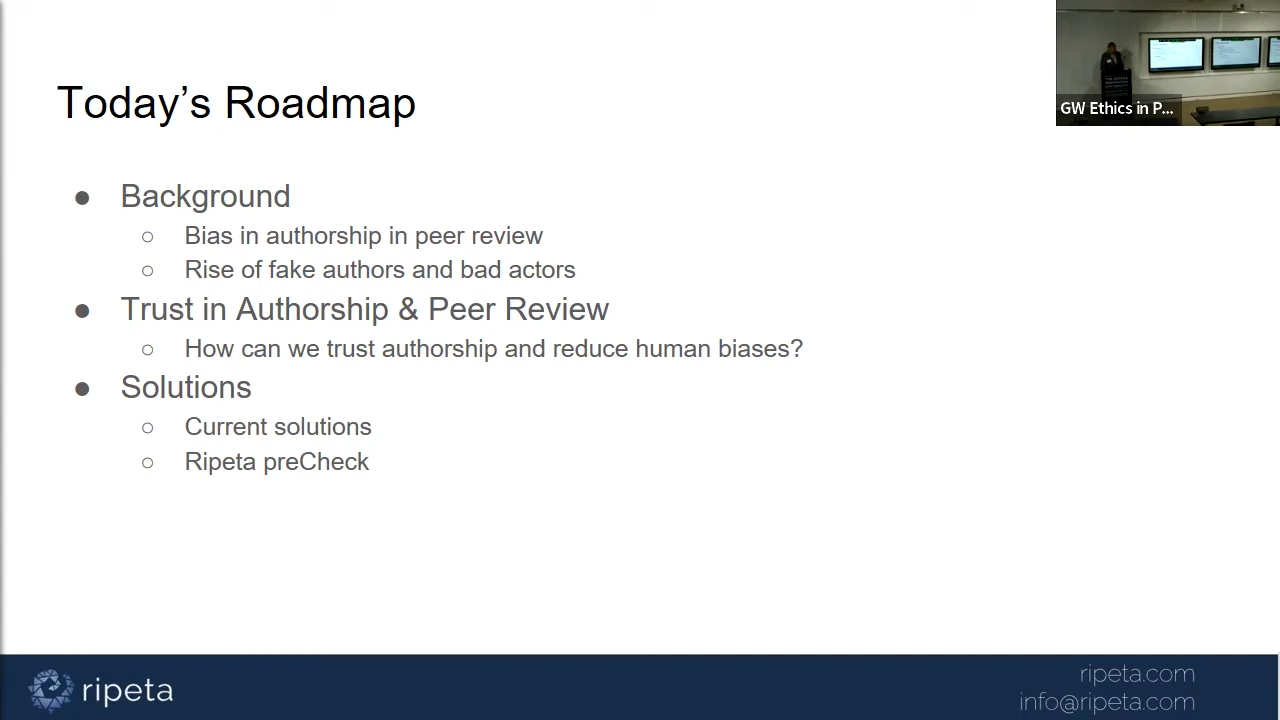 Today's Roadmap
GW Ethics in P...
● Background
○ Bias in authorship in peer review
○ Rise of fake authors and bad actors
● Trust in Authorship & Peer Review
○ How can we trust authorship and reduce human biases?
● Solutions
○ Current solutions
○ Ripeta preCheck
ripeta
ripeta.com
info@ripeta.com